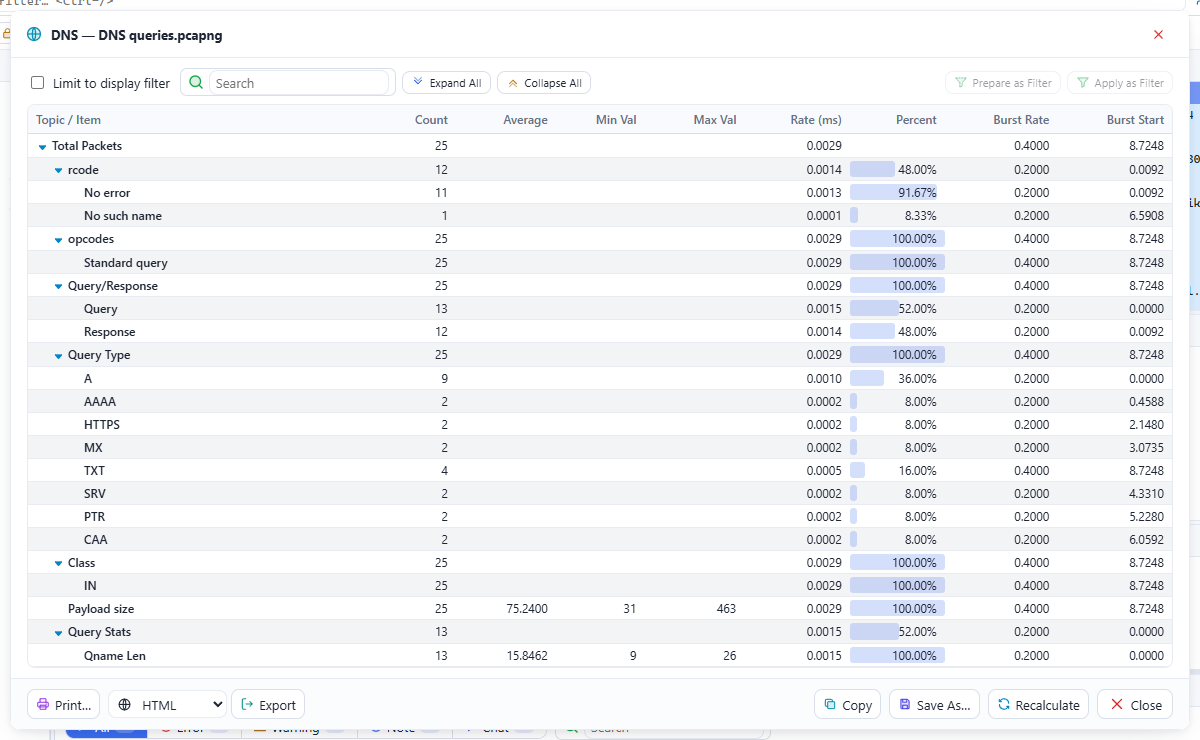 Filter… <Ctrl-/>
DNS — DNS queries.pcapng
Limit to display filter Search Expand All Collapse All Prepare as Filter Apply as Filter
Topic / Item Count Average Min Val Max Val Rate (ms) Percent Burst Rate Burst Start
Total Packets 25 0.0029 0.4000 8.7248
rcode 12 0.0014 48.00% 0.2000 0.0092
No error 11 0.0013 91.67% 0.2000 0.0092
No such name 1 0.0001 8.33% 0.2000 6.5908
opcodes 25 0.0029 100.00% 0.4000 8.7248
Standard query 25 0.0029 100.00% 0.4000 8.7248
Query/Response 25 0.0029 100.00% 0.4000 8.7248
Query 13 0.0015 52.00% 0.2000 0.0000
Response 12 0.0014 48.00% 0.2000 0.0092
Query Type 25 0.0029 100.00% 0.4000 8.7248
A 9 0.0010 36.00% 0.2000 0.0000
AAAA 2 0.0002 8.00% 0.2000 0.4588
HTTPS 2 0.0002 8.00% 0.2000 2.1480
MX 2 0.0002 8.00% 0.2000 3.0735
TXT 4 0.0005 16.00% 0.4000 8.7248
SRV 2 0.0002 8.00% 0.2000 4.3310
PTR 2 0.0002 8.00% 0.2000 5.2280
CAA 2 0.0002 8.00% 0.2000 6.0592
Class 25 0.0029 100.00% 0.4000 8.7248
IN 25 0.0029 100.00% 0.4000 8.7248
Payload size 25 75.2400 31 463 0.0029 100.00% 0.4000 8.7248
Query Stats 13 0.0015 52.00% 0.2000 0.0000
Qname Len 13 15.8462 9 26 0.0015 100.00% 0.2000 0.0000
Print... HTML Export Copy Save As... Recalculate Close
All Error Warning Note Chat Search